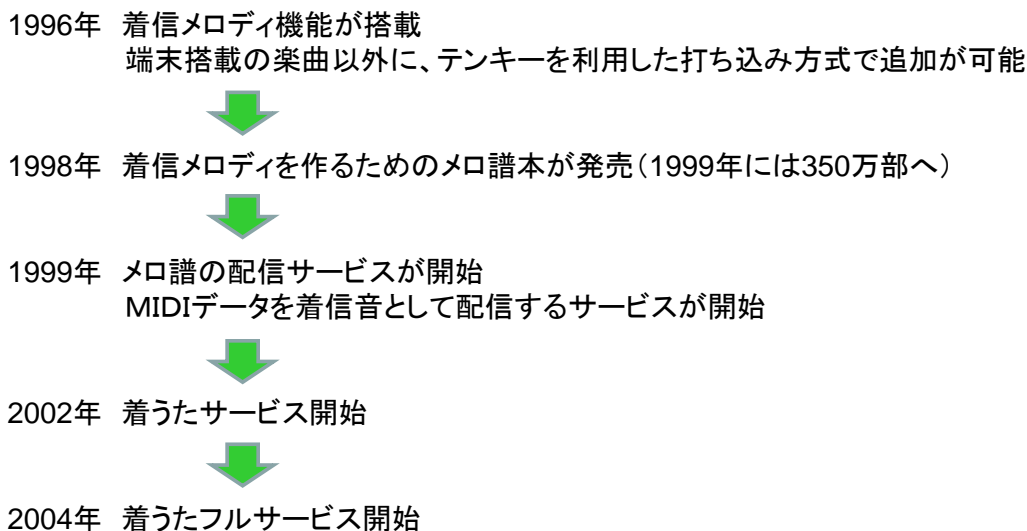 1996年 着信メロディ機能が搭載
端末搭載の楽曲以外に、テンキーを利用した打ち込み方式で追加が可能
1998年 着信メロディを作るためのメロ譜本が発売(1999年には350万部へ)
1999年 メロ譜の配信サービスが開始
MIDIデータを着信音として配信するサービスが開始
2002年 着うたサービス開始
2004年 着うたフルサービス開始